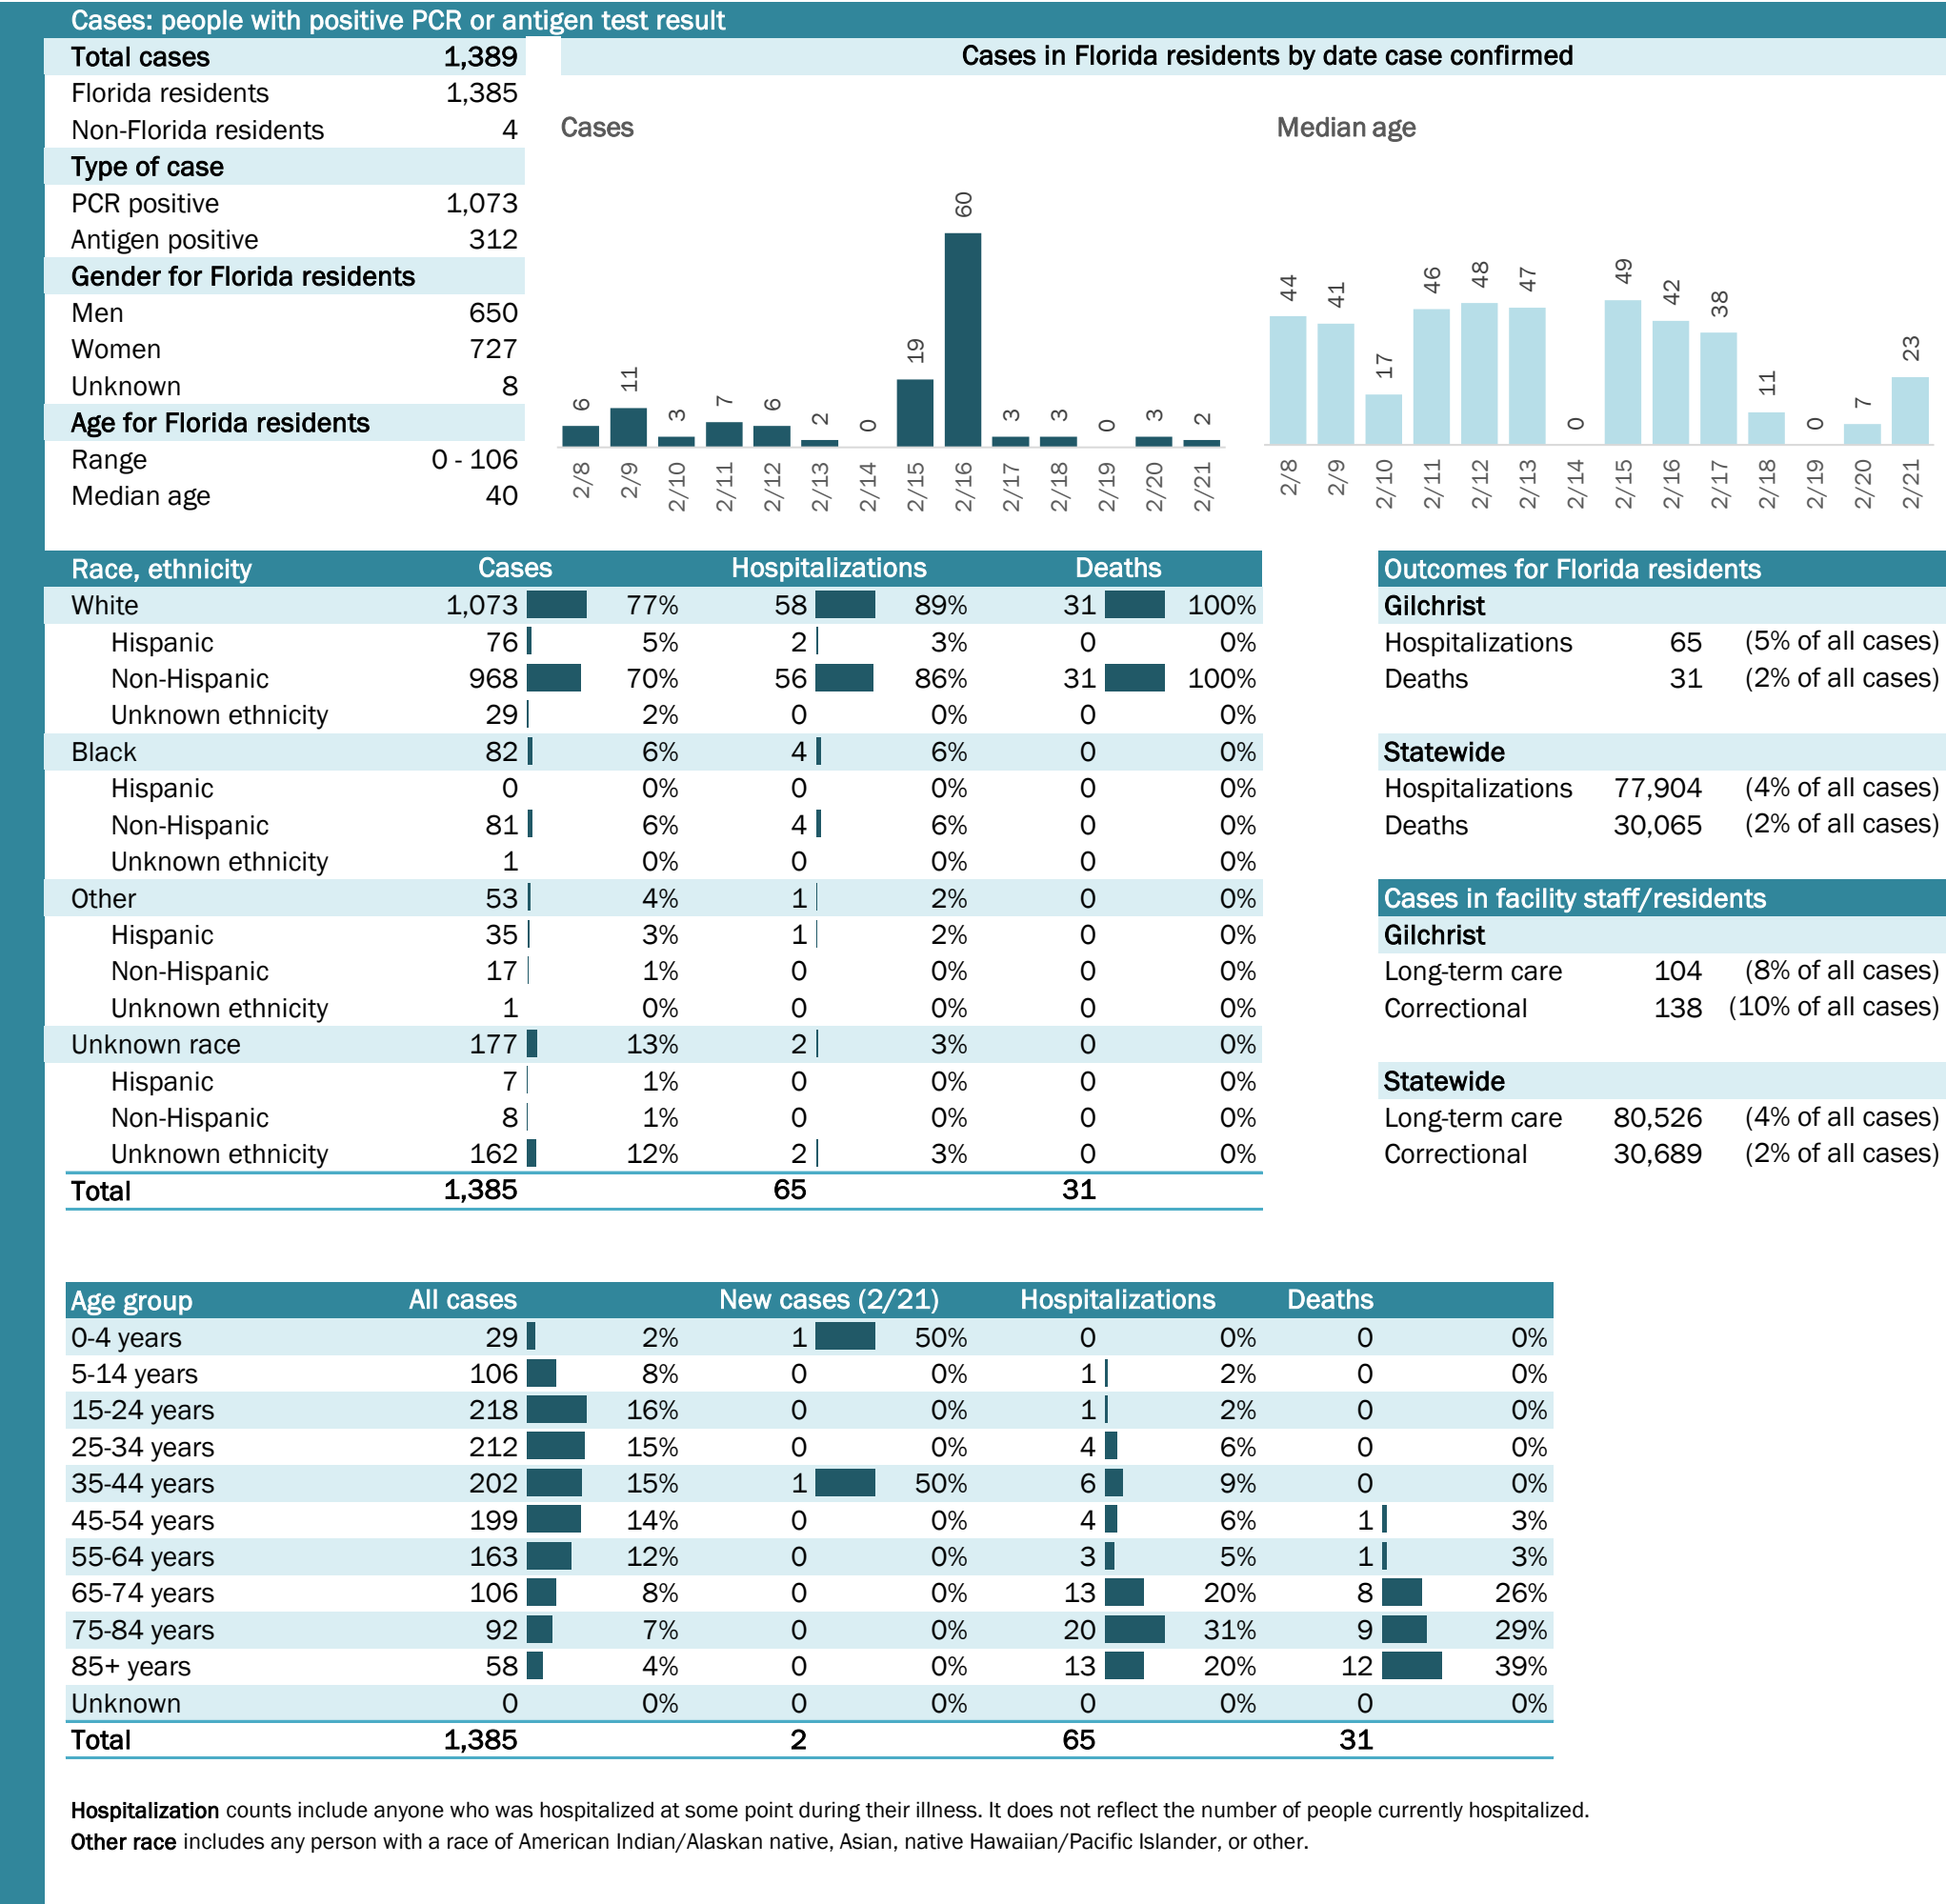 Cases: people with positive PCR or antigen test result
Total cases 1,389
Florida residents 1,385
Non-Florida residents 4
Type of case
PCR positive 1,073
Antigen positive 312
Gender for Florida residents
Men 650
Women 727
Unknown 8
Age for Florida residents
Range 0 - 106
Median age 40
Cases in Florida residents by date case confirmed
Cases
6 11 3 7 6 2 0 19 60 3 3 0 3 2
2/8 2/9 2/10 2/11 2/12 2/13 2/14 2/15 2/16 2/17 2/18 2/19 2/20 2/21
Median age
44 41 17 46 48 47 0 49 42 38 11 0 7 23
2/8 2/9 2/10 2/11 2/12 2/13 2/14 2/15 2/16 2/17 2/18 2/19 2/20 2/21
Race, ethnicity Cases Hospitalizations Deaths
White 1,073 77% 58 89% 31 100%
Hispanic 76 5% 2 3% 0 0%
Non-Hispanic 968 70% 56 86% 31 100%
Unknown ethnicity 29 2% 0 0% 0 0%
Black 82 6% 4 6% 0 0%
Hispanic 0 0% 0 0% 0 0%
Non-Hispanic 81 6% 4 6% 0 0%
Unknown ethnicity 1 0% 0 0% 0 0%
Other 53 4% 1 2% 0 0%
Hispanic 35 3% 1 2% 0 0%
Non-Hispanic 17 1% 0 0% 0 0%
Unknown ethnicity 1 0% 0 0% 0 0%
Unknown race 177 13% 2 3% 0 0%
Hispanic 7 1% 0 0% 0 0%
Non-Hispanic 8 1% 0 0% 0 0%
Unknown ethnicity 162 12% 2 3% 0 0%
Total 1,385 65 31
Outcomes for Florida residents
Gilchrist
Hospitalizations 65 (5% of all cases)
Deaths 31 (2% of all cases)
Statewide
Hospitalizations 77,904 (4% of all cases)
Deaths 30,065 (2% of all cases)
Cases in facility staff/residents
Gilchrist
Long-term care 104 (8% of all cases)
Correctional 138 (10% of all cases)
Statewide
Long-term care 80,526 (4% of all cases)
Correctional 30,689 (2% of all cases)
Age group All cases New cases (2/21) Hospitalizations Deaths
0-4 years 29 2% 1 50% 0 0% 0 0%
5-14 years 106 8% 0 0% 1 2% 0 0%
15-24 years 218 16% 0 0% 1 2% 0 0%
25-34 years 212 15% 0 0% 4 6% 0 0%
35-44 years 202 15% 1 50% 6 9% 0 0%
45-54 years 199 14% 0 0% 4 6% 1 3%
55-64 years 163 12% 0 0% 3 5% 1 3%
65-74 years 106 8% 0 0% 13 20% 8 26%
75-84 years 92 7% 0 0% 20 31% 9 29%
85+ years 58 4% 0 0% 13 20% 12 39%
Unknown 0 0% 0 0% 0 0% 0 0%
Total 1,385 2 65 31
Hospitalization counts include anyone who was hospitalized at some point during their illness. It does not reflect the number of people currently hospitalized.
Other race includes any person with a race of American Indian/Alaskan native, Asian, native Hawaiian/Pacific Islander, or other.